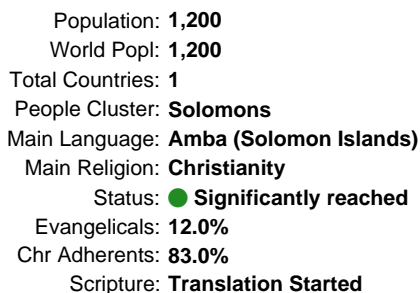 Population: 1,200
World Popl: 1,200
Total Countries: 1
People Cluster: Solomons
Main Language: Amba (Solomon Islands)
Main Religion: Christianity
Status: Significantly reached
Evangelicals: 12.0%
Chr Adherents: 83.0%
Scripture: Translation Started